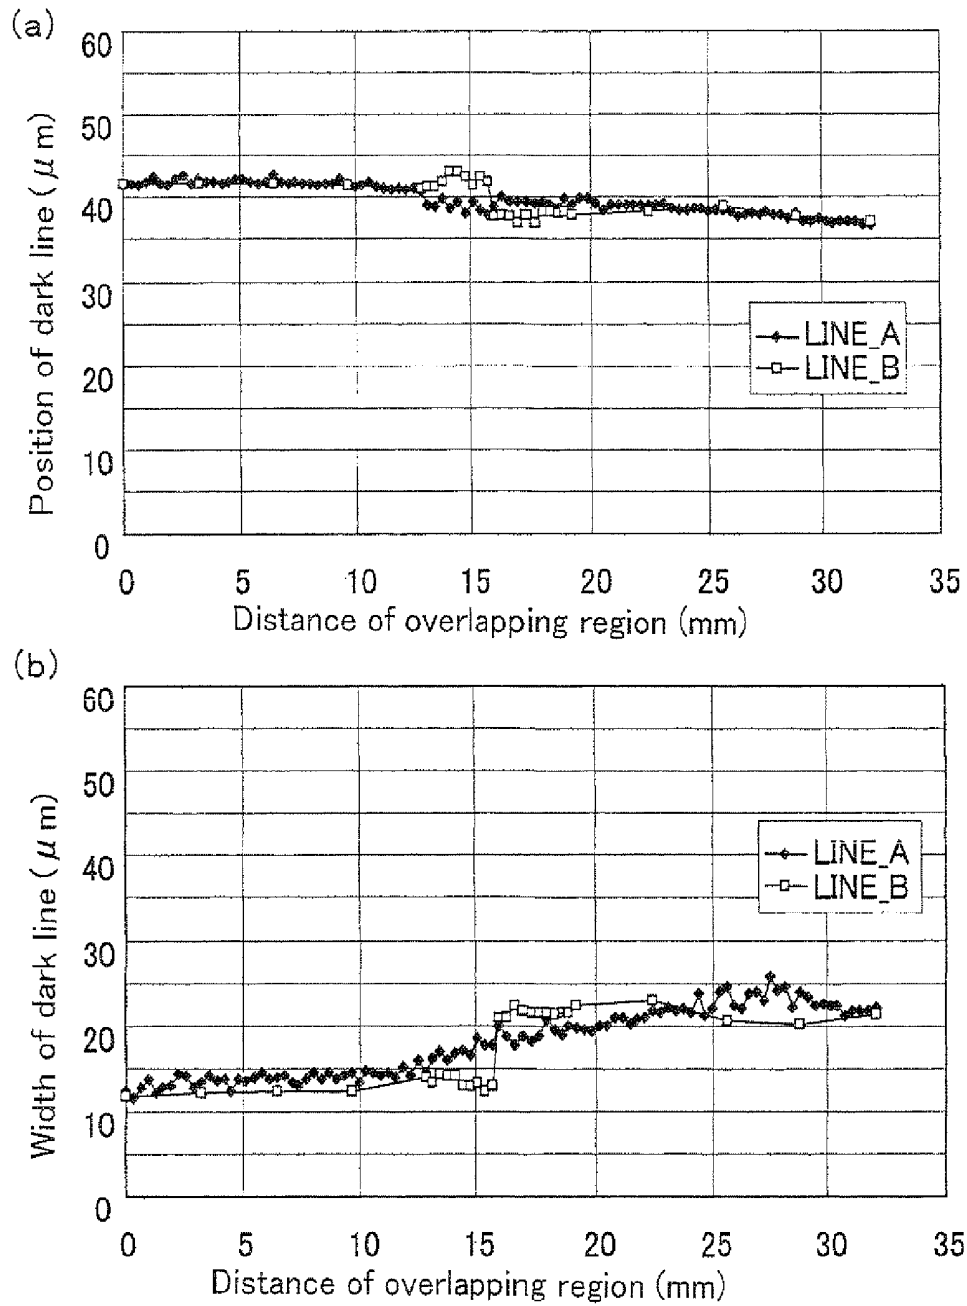 (a)
60
50
40
30
20
10
0
Position of dark line (μm)
LINE_A
LINE_B
0 5 10 15 20 25 30 35
Distance of overlapping region (mm)
(b)
60
50
40
30
20
10
0
Width of dark line (μm)
LINE_A
LINE_B
0 5 10 15 20 25 30 35
Distance of overlapping region (mm)